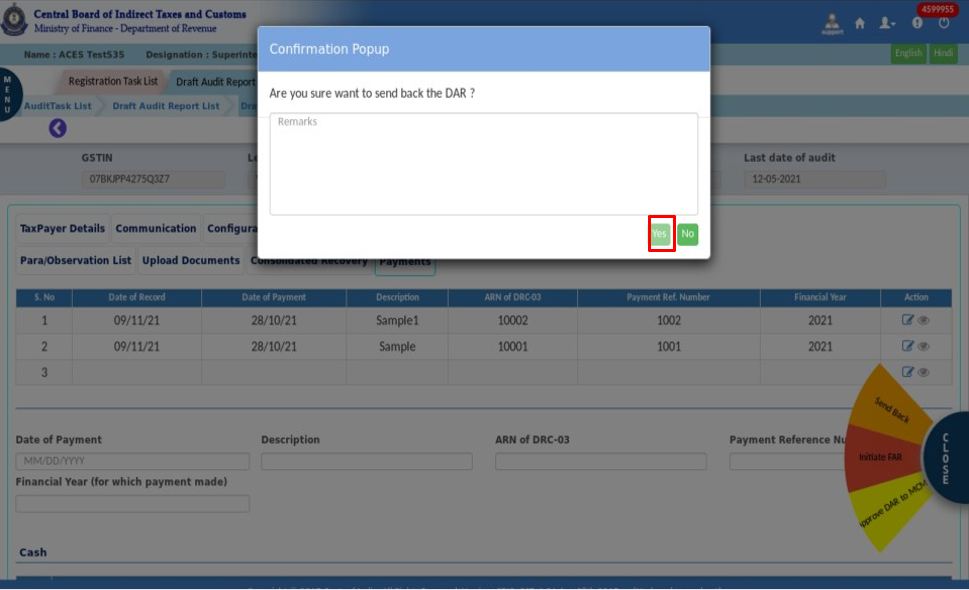 Central Board of Indirect Taxes and Customs
4599955
Ministry of Finance - Department of Revenue
support
Name : ACES Test535 Designation : Superinte
English Hindi
MENU
Registration Task List Draft Audit Report
AuditTask List Draft Audit Report List Dra
Confirmation Popup
Are you sure want to send back the DAR ?
Remarks
Yes No
GSTIN Le Last date of audit
07BKJPP4275Q3Z7 12-05-2021
TaxPayer Details Communication Configura
Para/Observation List Upload Documents Consolidated Recovery Payments
S. No Date of Record Date of Payment Description ARN of DRC-03 Payment Ref. Number Financial Year Action
1 09/11/21 28/10/21 Sample1 10002 1002 2021
2 09/11/21 28/10/21 Sample 10001 1001 2021
3
Send Back
Initiate FAR
pprove DAR to MCM
CLOSE
Date of Payment Description ARN of DRC-03 Payment Reference Nu
MM/DD/YYYY
Financial Year (for which payment made)
Cash